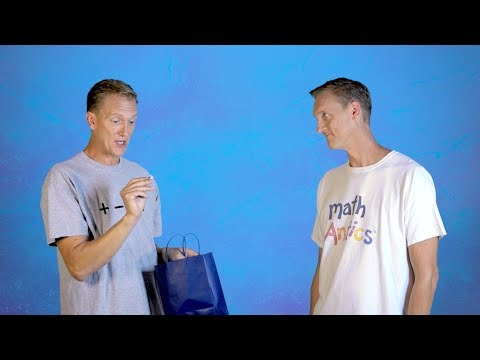 + −
math
Antics